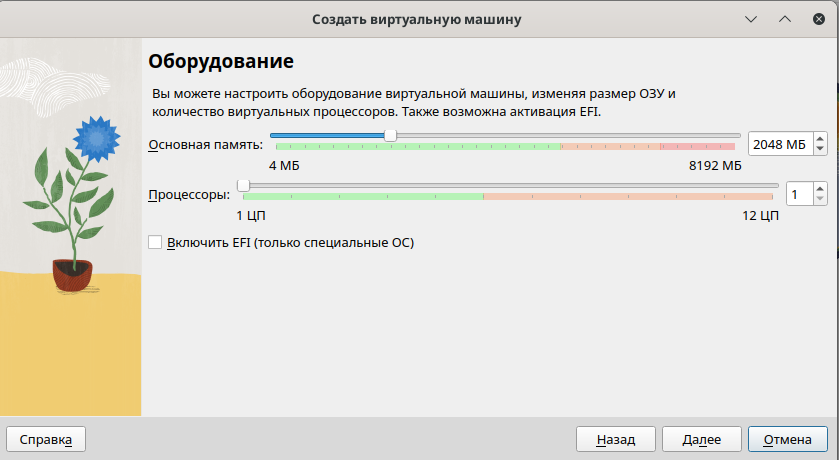 Создать виртуальную машину
Оборудование
Вы можете настроить оборудование виртуальной машины, изменяя размер ОЗУ и
количество виртуальных процессоров. Также возможна активация EFI.
Основная память:
2048 МБ
4 МБ
8192 МБ
Процессоры:
1
1 ЦП
12 ЦП
Включить EFI (только специальные ОС)
Справка
Назад
Далее
Отмена